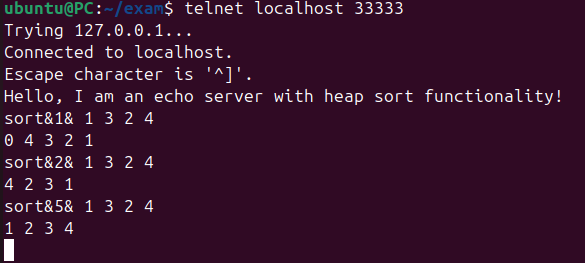 ubuntu@PC:~/exam$ telnet localhost 33333
Trying 127.0.0.1...
Connected to localhost.
Escape character is '^]'.
Hello, I am an echo server with heap sort functionality!
sort&1& 1 3 2 4
0 4 3 2 1
sort&2& 1 3 2 4
4 2 3 1
sort&5& 1 3 2 4
1 2 3 4